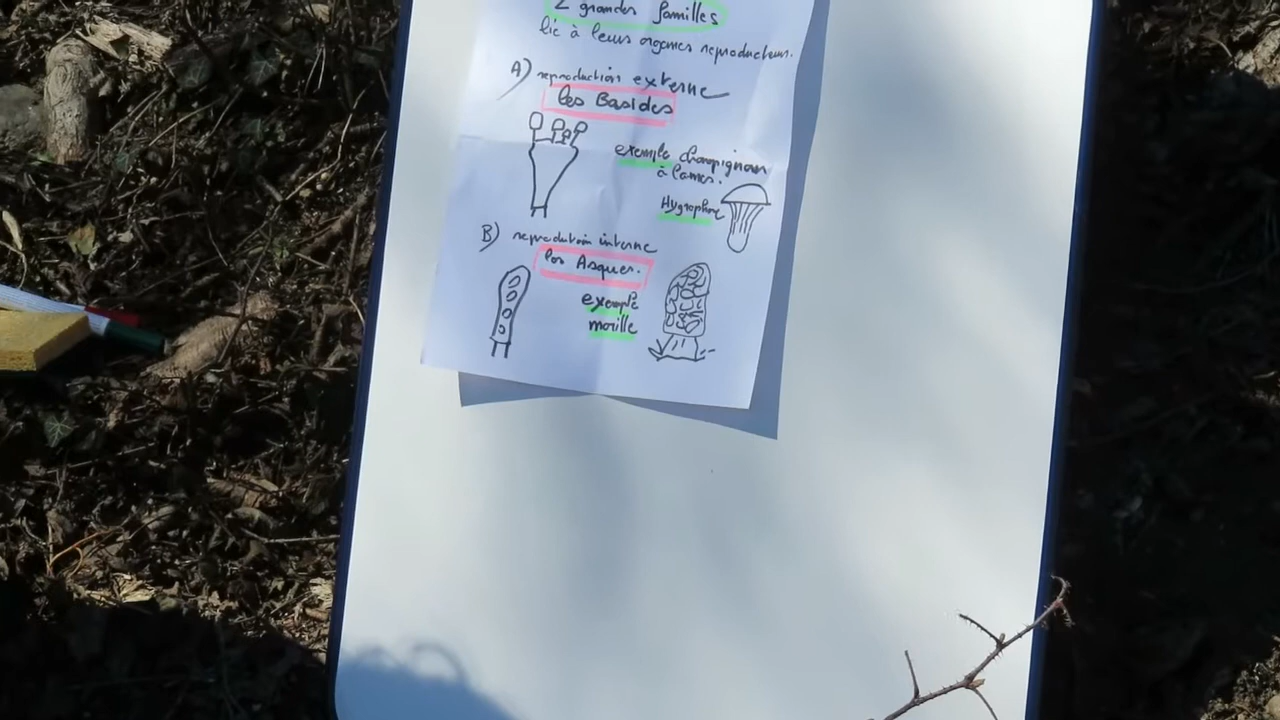 2 grandes familles
lié à leurs organes reproducteurs.
A) reproduction externe
les Basides
exemple champignon
à lames.
Hygrophore
B) reproduction interne
les Asques.
exemple
morille